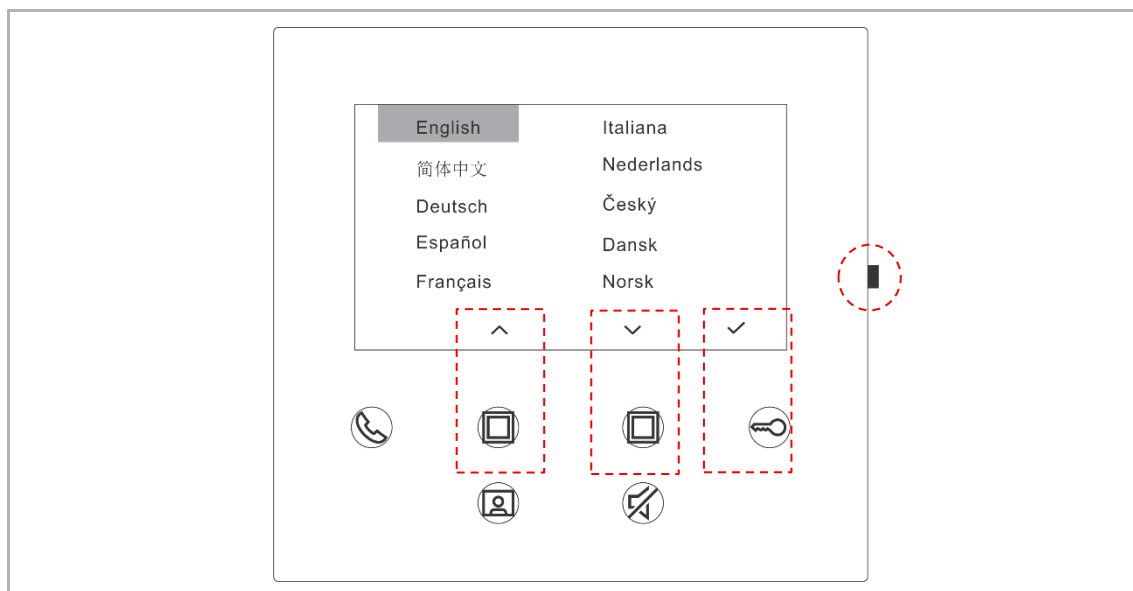 English
简体中文
Deutsch
Español
Français
Italiana
Nederlands
Český
Dansk
Norsk